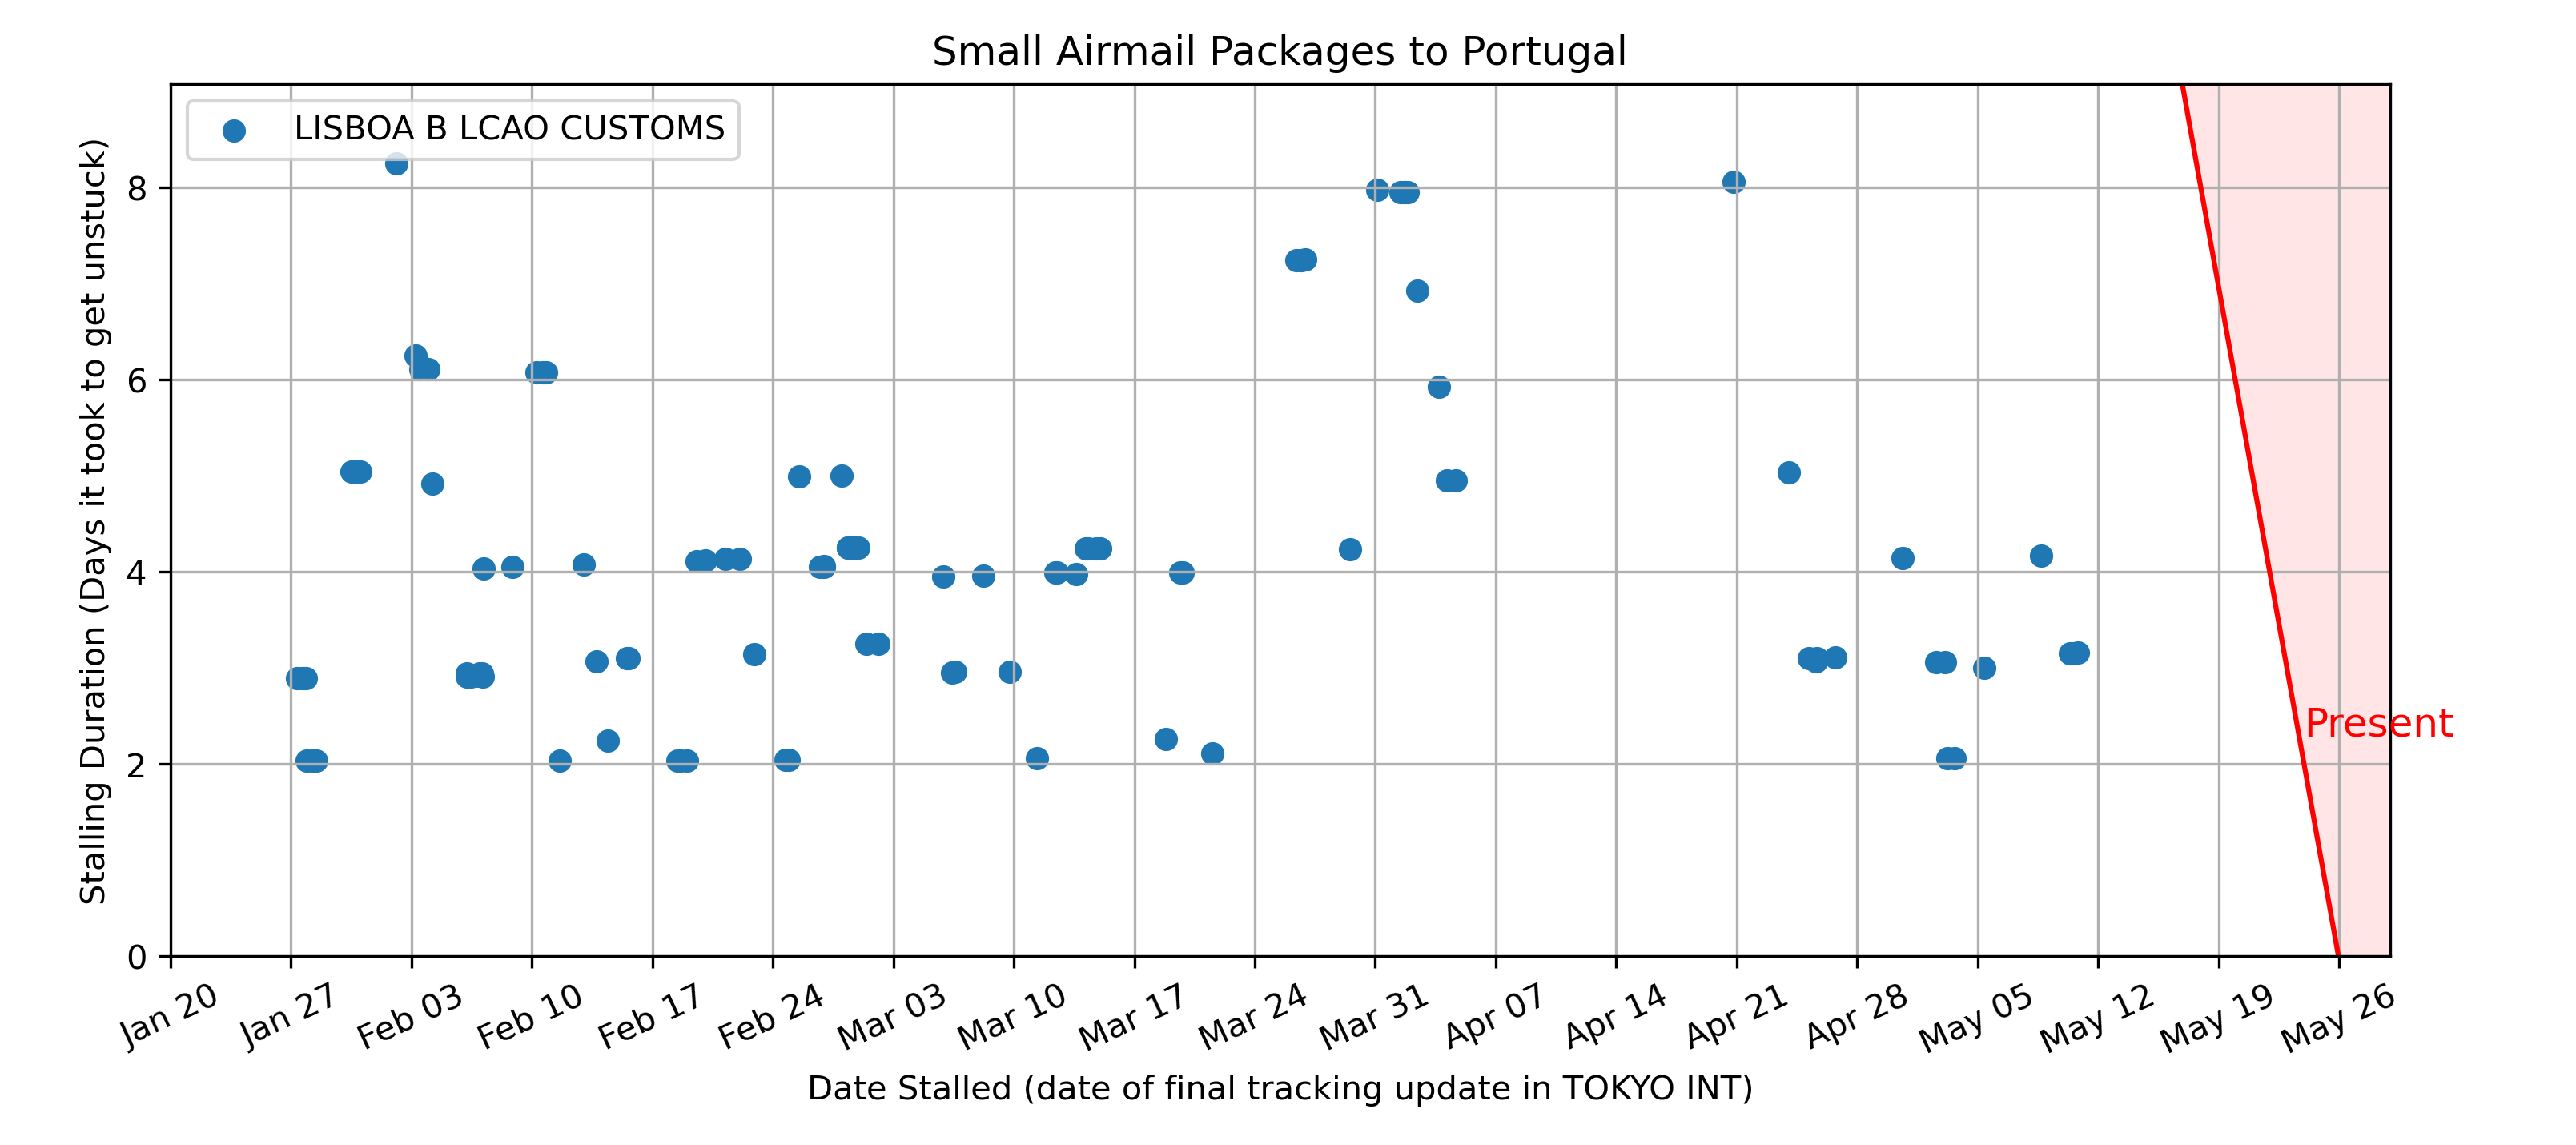 Small Airmail Packages to Portugal
LISBOA B LCAO CUSTOMS
Stalling Duration (Days it took to get unstuck)
8
6
4
2
0
Present
Jan 20
Jan 27
Feb 03
Feb 10
Feb 17
Feb 24
Mar 03
Mar 10
Mar 17
Mar 24
Mar 31
Apr 07
Apr 14
Apr 21
Apr 28
May 05
May 12
May 19
May 26
Date Stalled (date of final tracking update in TOKYO INT)